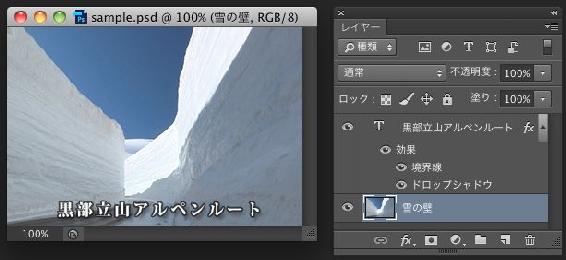 sample.psd @ 100% (雪の壁, RGB/8)
黒部立山アルペンルート
100%
レイヤー
種類
通常
不透明度: 100%
ロック:
塗り: 100%
T 黒部立山アルペンルート fx
効果
境界線
ドロップシャドウ
雪の壁
fx